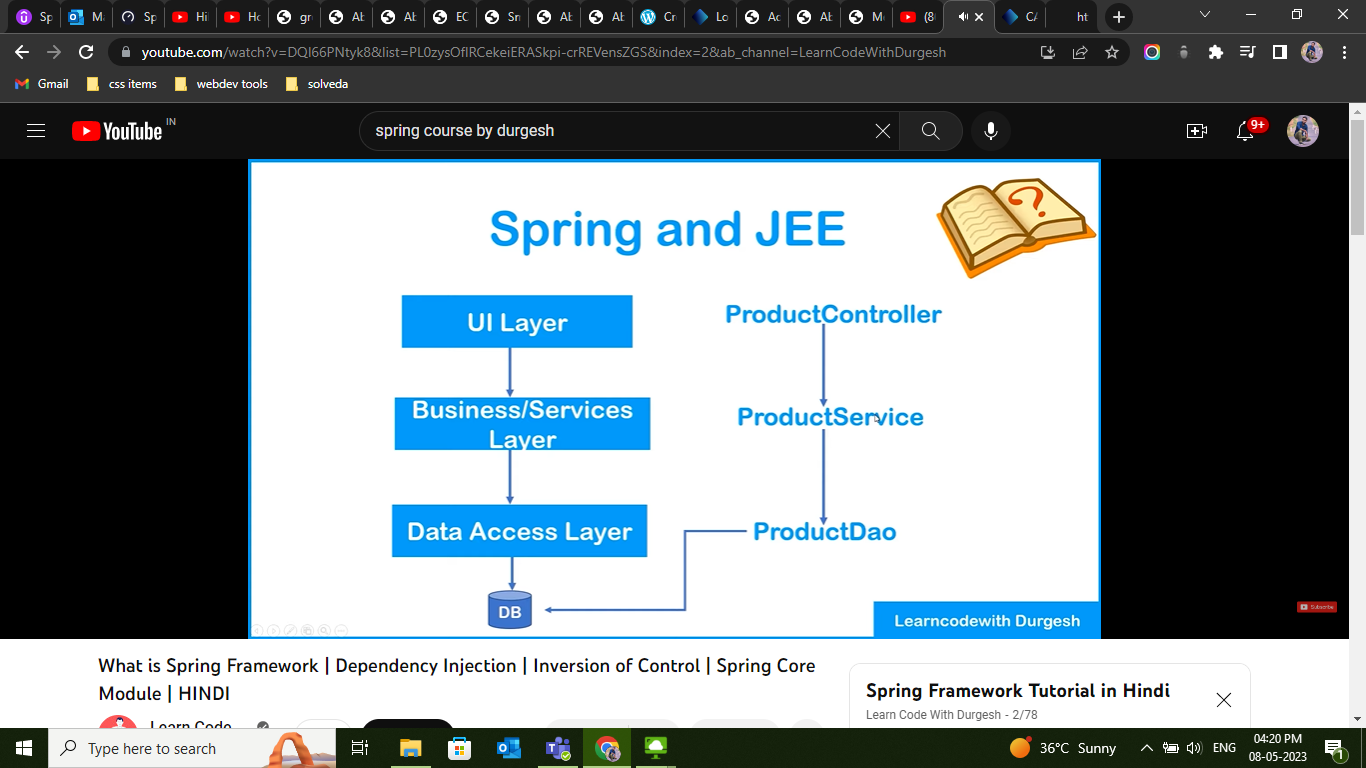 Sp
Ma
Sp
Hi
Ho
gr
Ab
Ab
EC
Sn
Ab
Ab
Cr
Lo
Ac
Ab
M
(8
CA
ht
youtube.com/watch?v=DQl66PNtyk8&list=PL0zysOflRCekeiERASkpi-crREVensZGS&index=2&ab_channel=LearnCodeWithDurgesh
Gmail
css items
webdev tools
solveda
YouTube IN
spring course by durgesh
9+
Spring and JEE
UI Layer
ProductController
Business/Services
Layer
ProductService
Data Access Layer
ProductDao
DB
Learncodewith Durgesh
Subscribe
What is Spring Framework | Dependency Injection | Inversion of Control | Spring Core
Module | HINDI
Learn Code
Spring Framework Tutorial in Hindi
Learn Code With Durgesh - 2/78
Type here to search
36°C Sunny
ENG
04:20 PM
08-05-2023
1